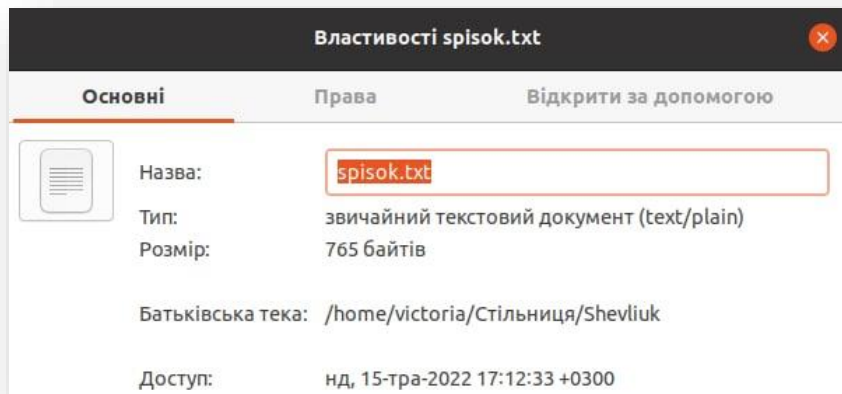 Властивості spisok.txt
Основні Права Відкрити за допомогою
Назва: spisok.txt
Тип: звичайний текстовий документ (text/plain)
Розмір: 765 байтів
Батьківська тека: /home/victoria/Стільниця/Shevliuk
Доступ: нд, 15-тра-2022 17:12:33 +0300